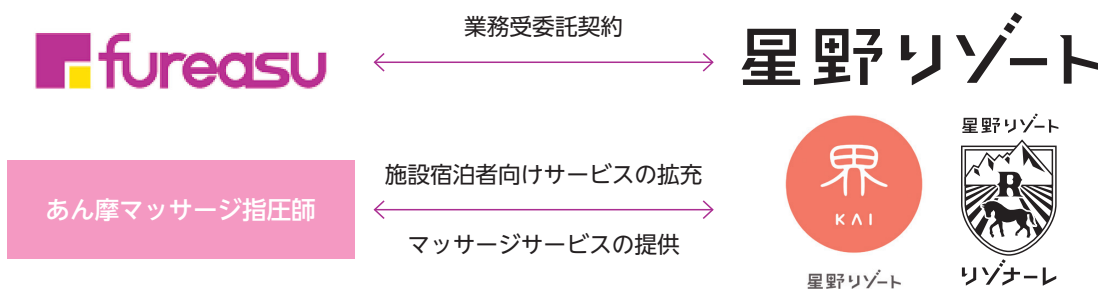 fureasu
業務受委託契約
星野リゾート
あん摩マッサージ指圧師
施設宿泊者向けサービスの拡充
マッサージサービスの提供
界
KAI
星野リゾート
星野リゾート
R
リゾナーレ